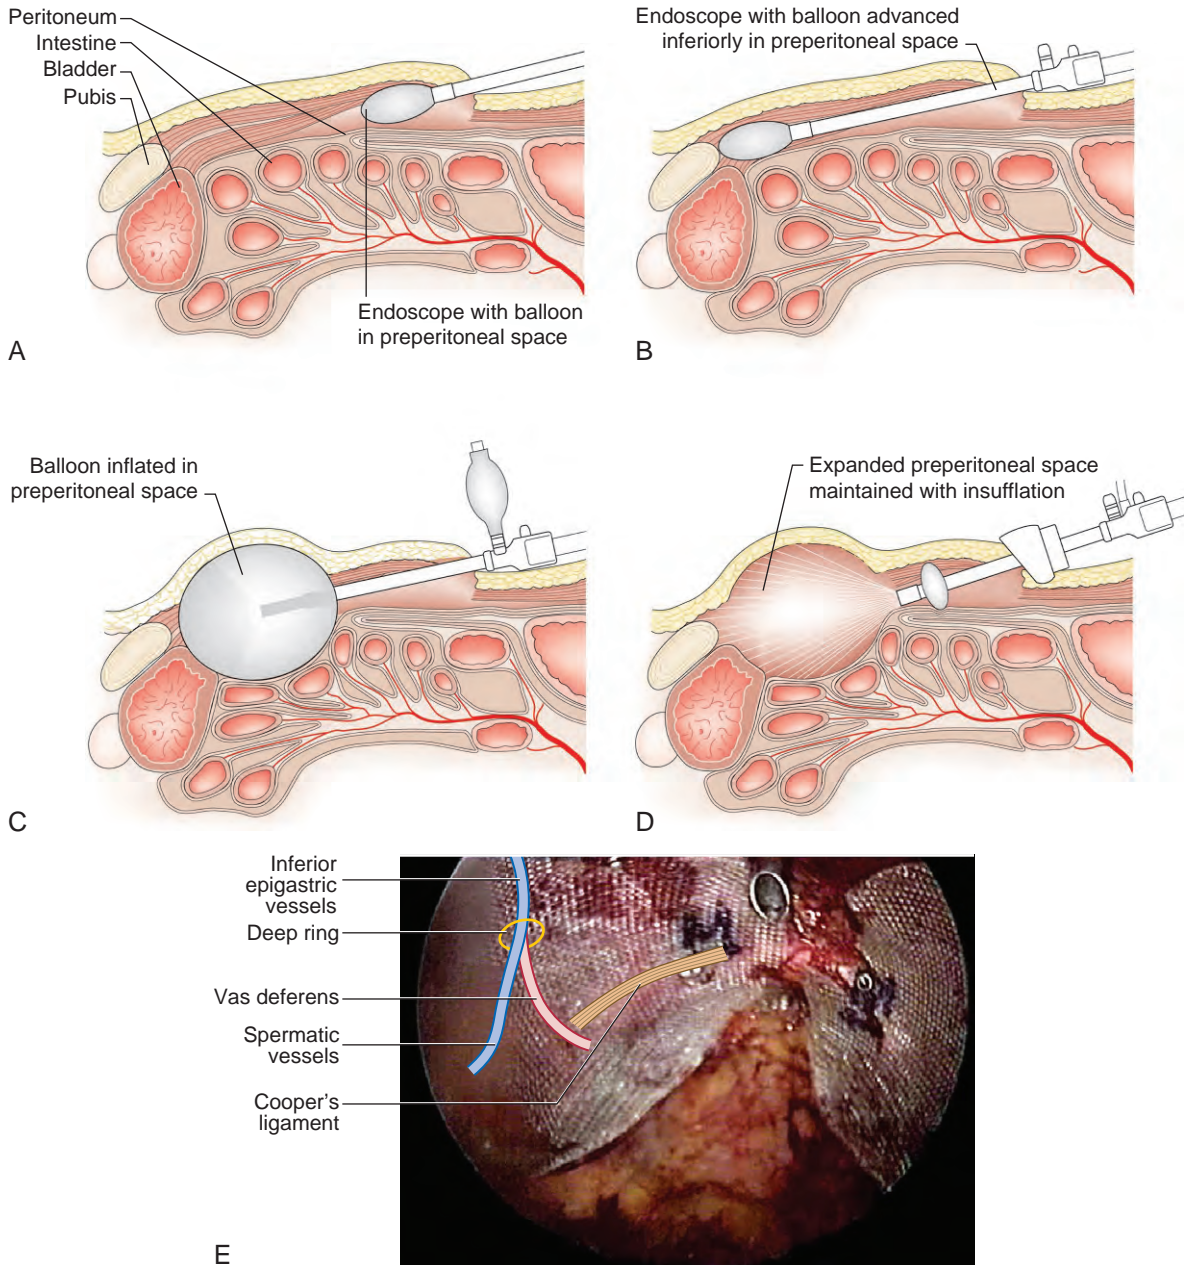 Peritoneum
Intestine
Bladder
Pubis
Endoscope with balloon
in preperitoneal space
A
Endoscope with balloon advanced
inferiorly in preperitoneal space
B
Balloon inflated in
preperitoneal space
C
Expanded preperitoneal space
maintained with insufflation
D
Inferior
epigastric
vessels
Deep ring
Vas deferens
Spermatic
vessels
Cooper's
ligament
M
E